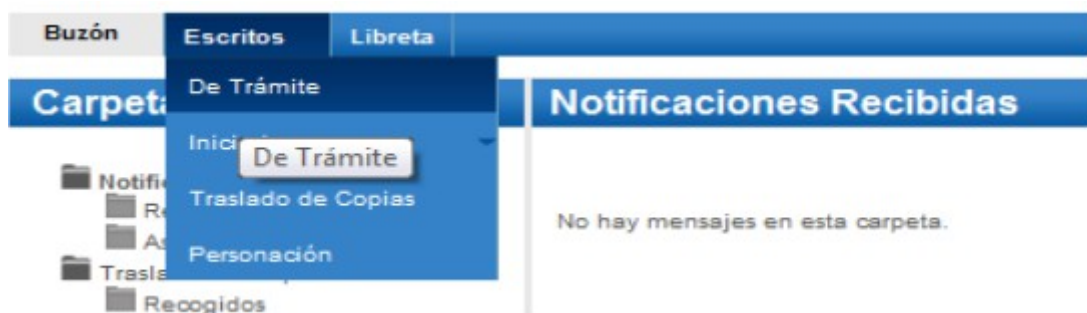 Buzón Escritos Libreta
De Trámite
Notificaciones Recibidas
De Trámite
Traslado de Copias
No hay mensajes en esta carpeta.
Personación
Recogidos